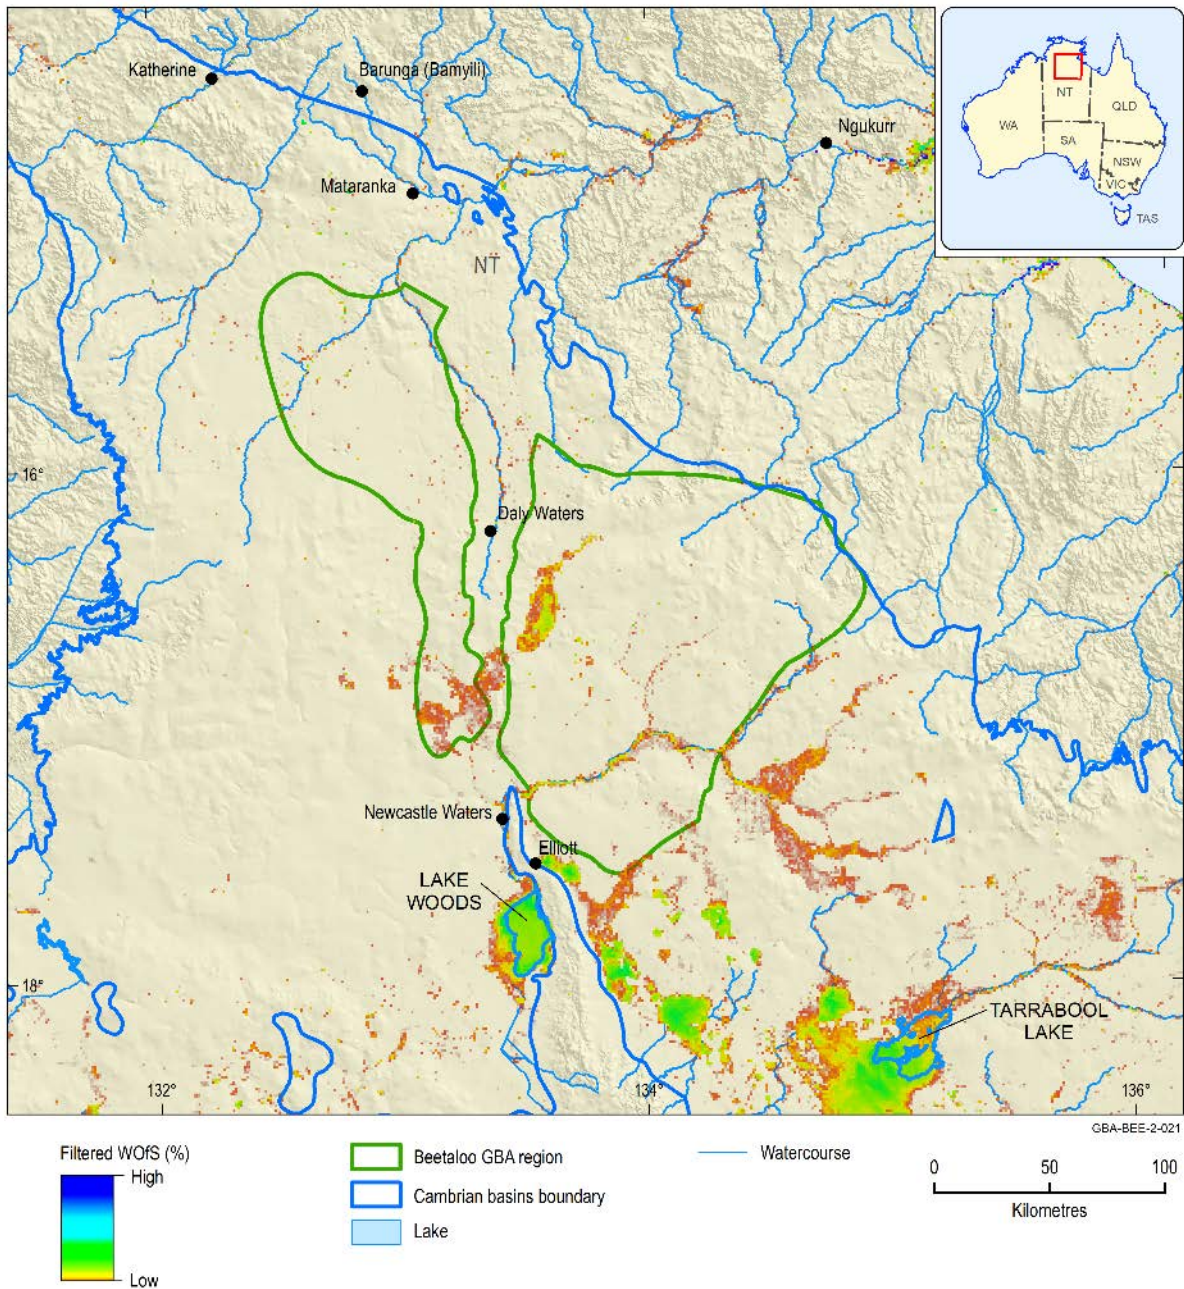 Katherine
Barunga (Bamyili)
Ngukurr
Mataranka
NT
WA
NT
QLD
SA
NSW
VIC
TAS
16°
Daly Waters
Newcastle Waters
Elliott
LAKE
WOODS
18°
TARRABOOL
LAKE
132°
134°
136°
GBA-BEE-2-021
Filtered WOfS (%)
High
Low
Beetaloo GBA region
Cambrian basins boundary
Lake
Watercourse
0 50 100
Kilometres